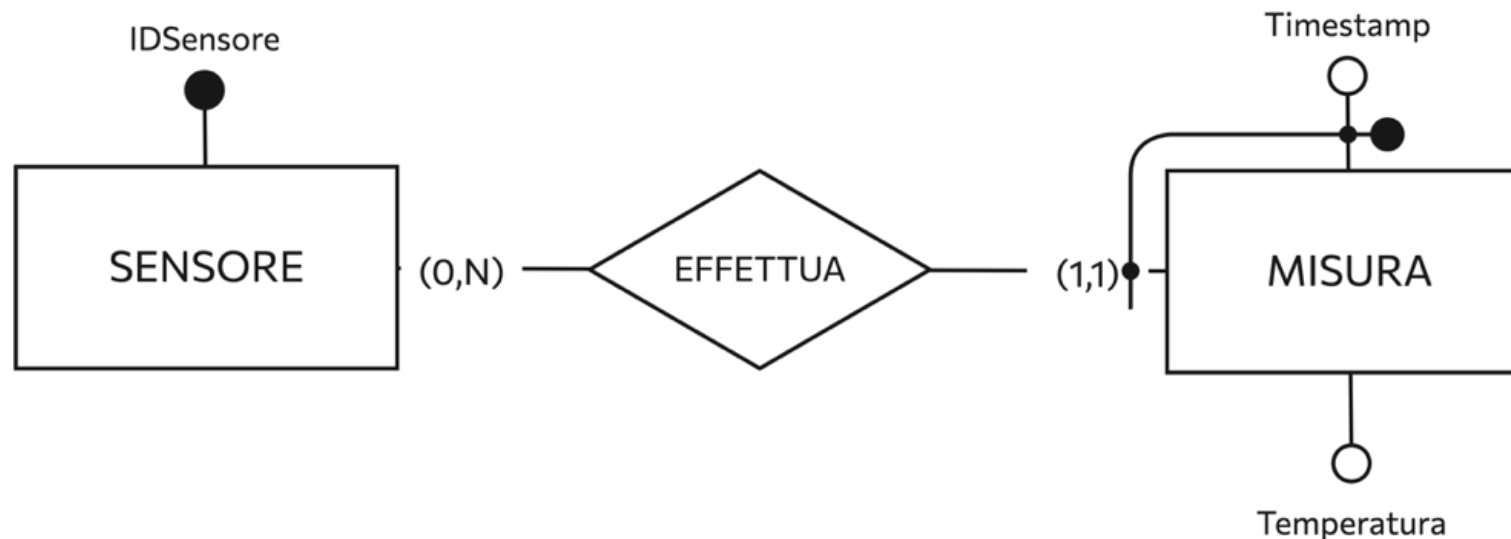 IDSensore
Timestamp
SENSORE
(0,N)
EFFETTUA
(1,1)
MISURA
Temperatura